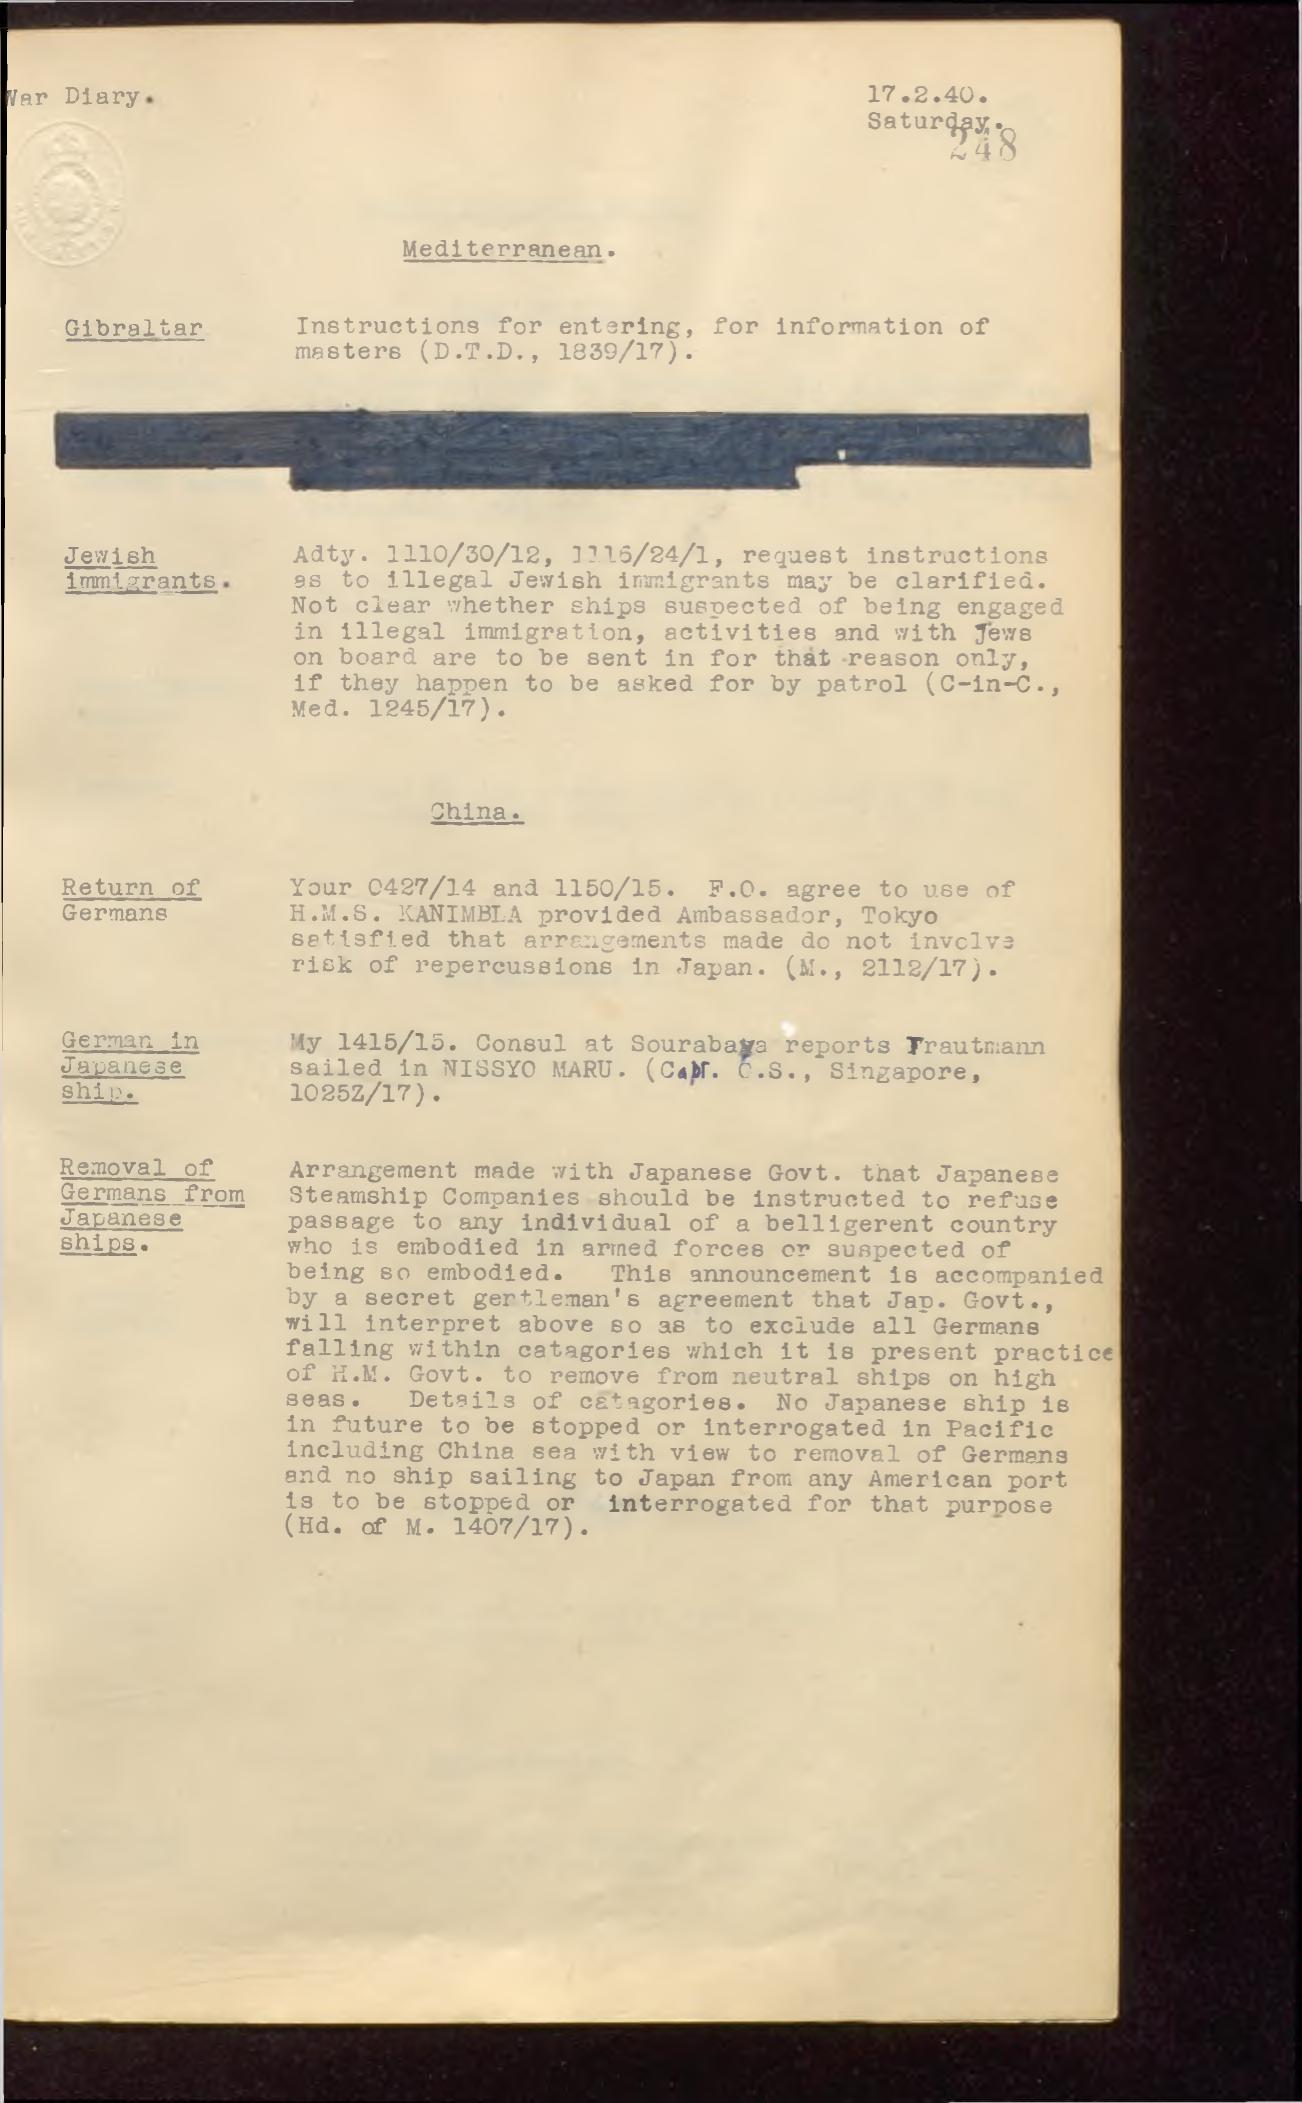 War Diary.
17.2.40.
Saturday.
248
Mediterranean.
Gibraltar
Instructions for entering, for information of
masters (D.T.D., 1839/17).
Jewish
immigrants.
Adty. 1110/30/12, 1116/24/1, request instructions
as to illegal Jewish immigrants may be clarified.
Not clear whether ships suspected of being engaged
in illegal immigration, activities and with Jews
on board are to be sent in for that reason only,
if they happen to be asked for by patrol (C-in-C.,
Med. 1245/17).
China.
Return of
Germans
Your 0427/14 and 1150/15. F.O. agree to use of
H.M.S. KANIMBLA provided Ambassador, Tokyo
satisfied that arrangements made do not involve
risk of repercussions in Japan. (M., 2112/17).
German in
Japanese
ship.
My 1415/15. Consul at Sourabaya reports Trautmann
sailed in NISSYO MARU. (Capt. C.S., Singapore,
1025Z/17).
Removal of
Germans from
Japanese
ships.
Arrangement made with Japanese Govt. that Japanese
Steamship Companies should be instructed to refuse
passage to any individual of a belligerent country
who is embodied in armed forces or suspected of
being so embodied. This announcement is accompanied
by a secret gertleman's agreement that Jap. Govt.,
will interpret above so as to exclude all Germans
falling within catagories which it is present practice
of H.M. Govt. to remove from neutral ships on high
seas. Details of catagories. No Japanese ship is
in future to be stopped or interrogated in Pacific
including China sea with view to removal of Germans
and no ship sailing to Japan from any American port
is to be stopped or interrogated for that purpose
(Hd. of M. 1407/17).